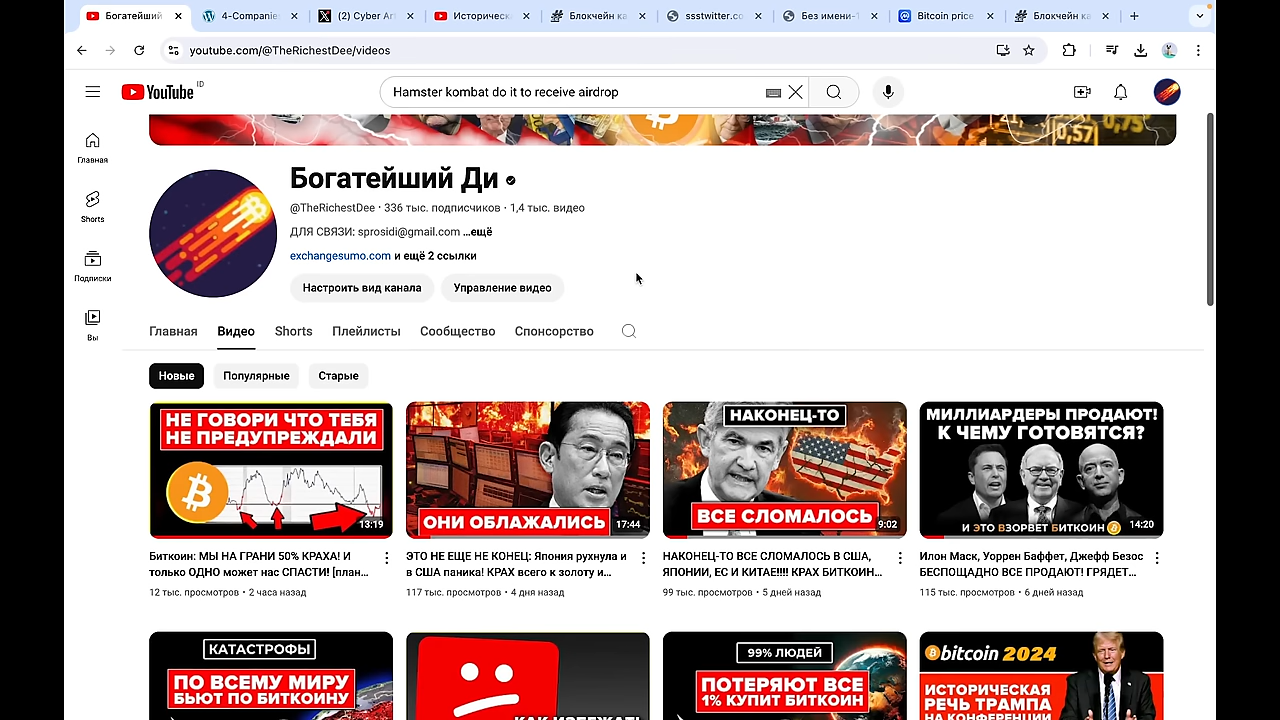 Богатейший
4-Companie
(2) Cyber Ar
Историчес
Блокчейн ка
ssstwitter.co
Без имени-
Bitcoin price
Блокчейн ка
youtube.com/@TheRichestDee/videos
YouTube ID
Hamster kombat do it to receive airdrop
Главная
Shorts
Подписки
Вы
0,57
0,75
Богатейший Ди
@TheRichestDee · 336 тыс. подписчиков · 1,4 тыс. видео
ДЛЯ СВЯЗИ: sprosidi@gmail.com ...ещё
exchangesumo.com и ещё 2 ссылки
Настроить вид канала Управление видео
Главная Видео Shorts Плейлисты Сообщество Спонсорство
Новые Популярные Старые
НЕ ГОВОРИ ЧТО ТЕБЯ
НЕ ПРЕДУПРЕЖДАЛИ
13:19
ОНИ ОБЛАЖАЛИСЬ
17:44
НАКОНЕЦ-ТО
ВСЕ СЛОМАЛОСЬ
9:02
МИЛЛИАРДЕРЫ ПРОДАЮТ!
К ЧЕМУ ГОТОВЯТСЯ?
И ЭТО ВЗОРВЕТ БИТКОИН
14:20
Биткоин: МЫ НА ГРАНИ 50% КРАХА! И
только ОДНО может нас СПАСТИ! [план...
12 тыс. просмотров · 2 часа назад
ЭТО НЕ ЕЩЕ НЕ КОНЕЦ: Япония рухнула и
в США паника! КРАХ всего к золоту и...
117 тыс. просмотров · 4 дня назад
НАКОНЕЦ-ТО ВСЕ СЛОМАЛОСЬ В США,
ЯПОНИИ, ЕС И КИТАЕ!!!! КРАХ БИТКОИН...
99 тыс. просмотров · 5 дней назад
Илон Маск, Уоррен Баффет, Джефф Безос
БЕСПОЩАДНО ВСЕ ПРОДАЮТ! ГРЯДЕТ...
115 тыс. просмотров · 6 дней назад
КАТАСТРОФЫ
ПО ВСЕМУ МИРУ
БЬЮТ ПО БИТКОИНУ
99% ЛЮДЕЙ
ПОТЕРЯЮТ ВСЕ
1% КУПИТ БИТКОИН
bitcoin 2024
ИСТОРИЧЕСКАЯ
РЕЧЬ ТРАМПА
НА КОНФЕРЕНЦИИ